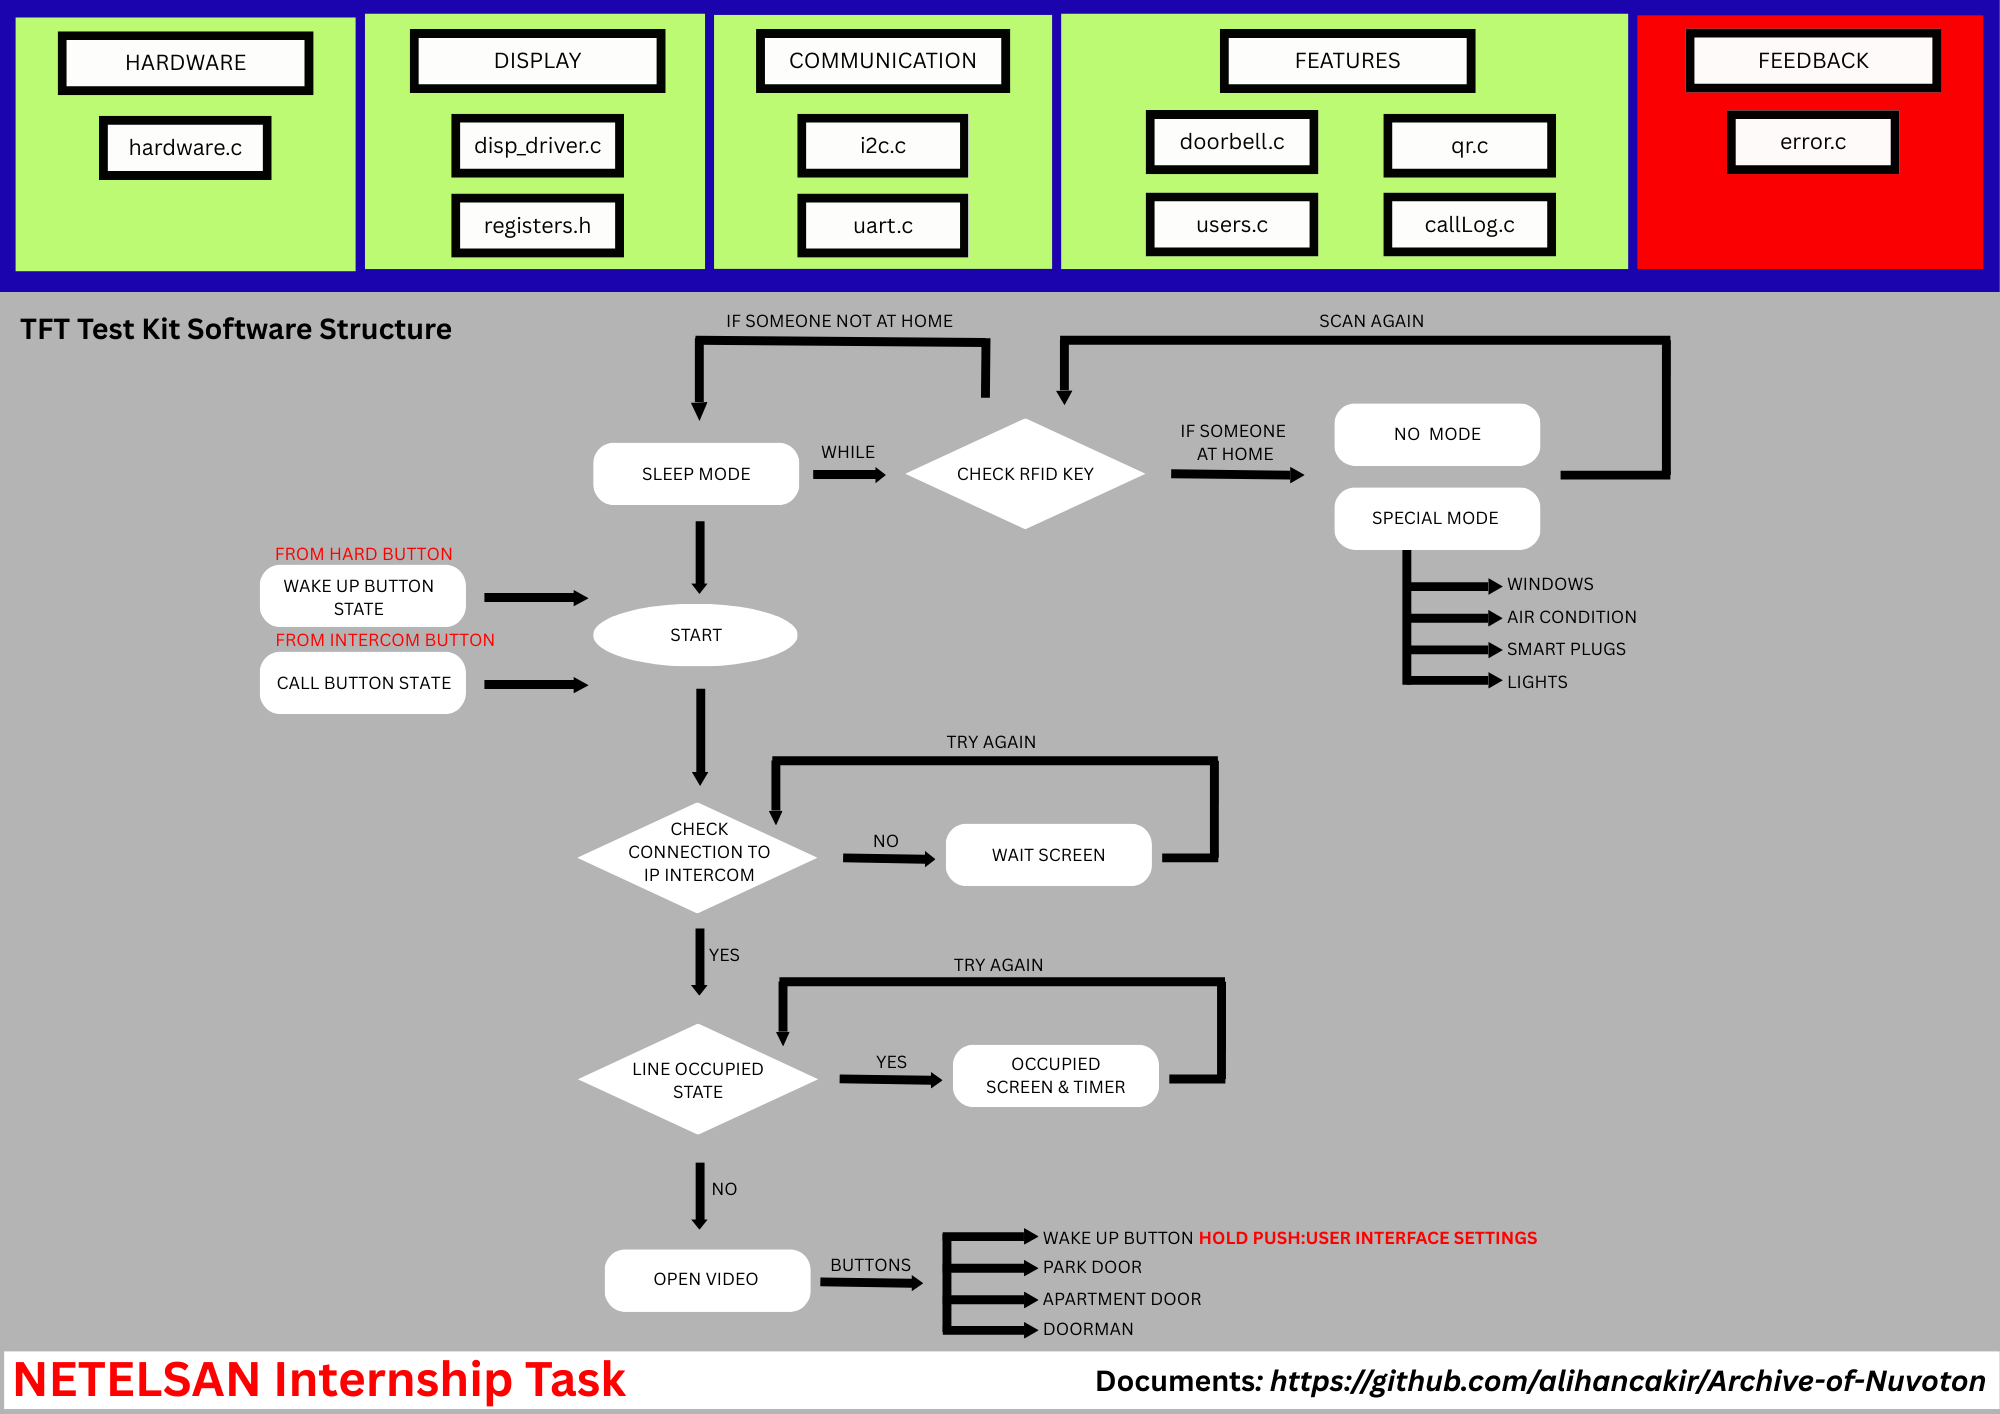 HARDWARE
hardware.c
DISPLAY
disp_driver.c
registers.h
COMMUNICATION
i2c.c
uart.c
FEATURES
doorbell.c
qr.c
users.c
callLog.c
FEEDBACK
error.c
TFT Test Kit Software Structure
IF SOMEONE NOT AT HOME
SCAN AGAIN
SLEEP MODE
WHILE
CHECK RFID KEY
IF SOMEONE
AT HOME
NO  MODE
SPECIAL MODE
WINDOWS
AIR CONDITION
SMART PLUGS
LIGHTS
FROM HARD BUTTON
WAKE UP BUTTON
STATE
FROM INTERCOM BUTTON
CALL BUTTON STATE
START
TRY AGAIN
CHECK
CONNECTION TO
IP INTERCOM
NO
WAIT SCREEN
YES
TRY AGAIN
LINE OCCUPIED
STATE
YES
OCCUPIED
SCREEN & TIMER
NO
OPEN VIDEO
BUTTONS
WAKE UP BUTTON HOLD PUSH:USER INTERFACE SETTINGS
PARK DOOR
APARTMENT DOOR
DOORMAN
NETELSAN Internship Task
Documents: https://github.com/alihancakir/Archive-of-Nuvoton